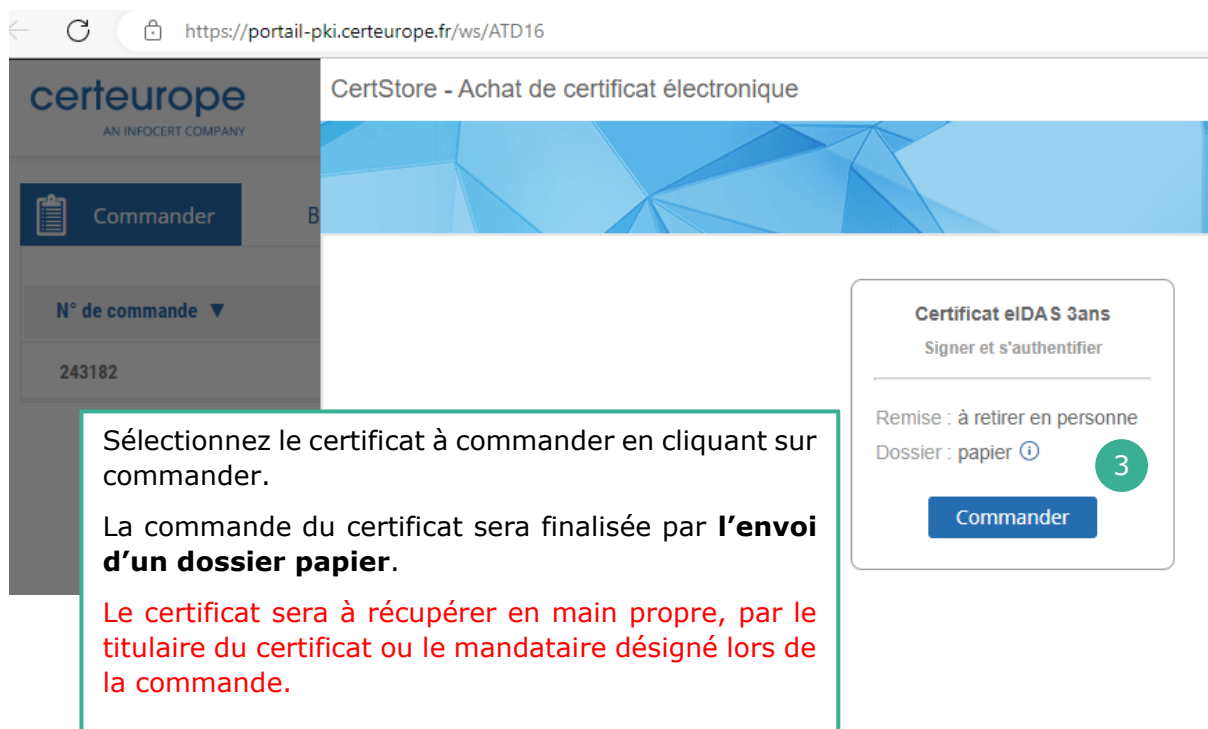 https://portail-pki.certeurope.fr/ws/ATD16
certeurope
AN INFOCERT COMPANY
CertStore - Achat de certificat électronique
Commander
B
N° de commande ▼
243182
Certificat eIDAS 3ans
Signer et s'authentifier
Remise : à retirer en personne
Dossier : papier
3
Commander
Sélectionnez le certificat à commander en cliquant sur
commander.
La commande du certificat sera finalisée par l’envoi
d’un dossier papier.
Le certificat sera à récupérer en main propre, par le
titulaire du certificat ou le mandataire désigné lors de
la commande.